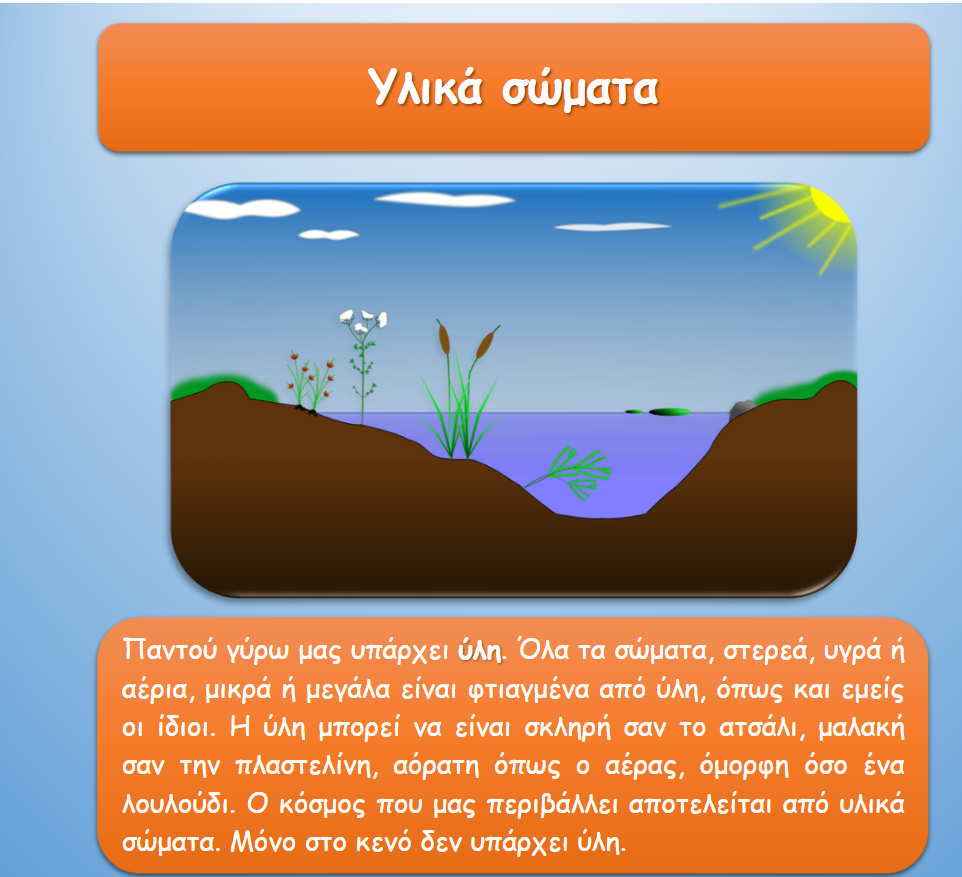 Υλικά σώματα
Παντού γύρω μας υπάρχει ύλη. Όλα τα σώματα, στερεά, υγρά ή
αέρια, μικρά ή μεγάλα είναι φτιαγμένα από ύλη, όπως και εμείς
οι ίδιοι. Η ύλη μπορεί να είναι σκληρή σαν το ατσάλι, μαλακή
σαν την πλαστελίνη, αόρατη όπως ο αέρας, όμορφη όσο ένα
λουλούδι. Ο κόσμος που μας περιβάλλει αποτελείται από υλικά
σώματα. Μόνο στο κενό δεν υπάρχει ύλη.